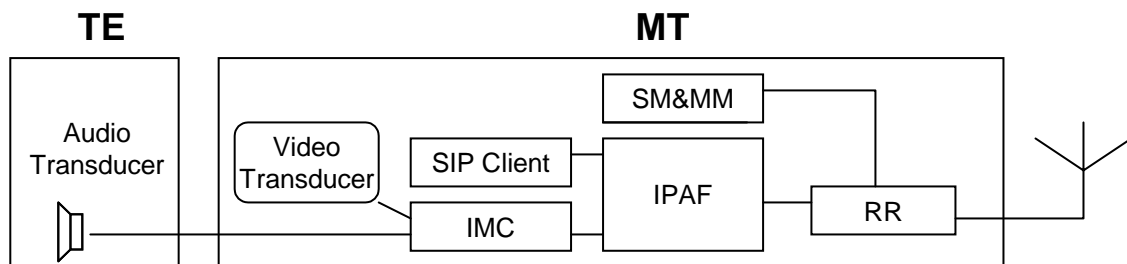 TE
MT
Audio
Transducer
Video
Transducer
SM&MM
SIP Client
IPAF
IMC
RR